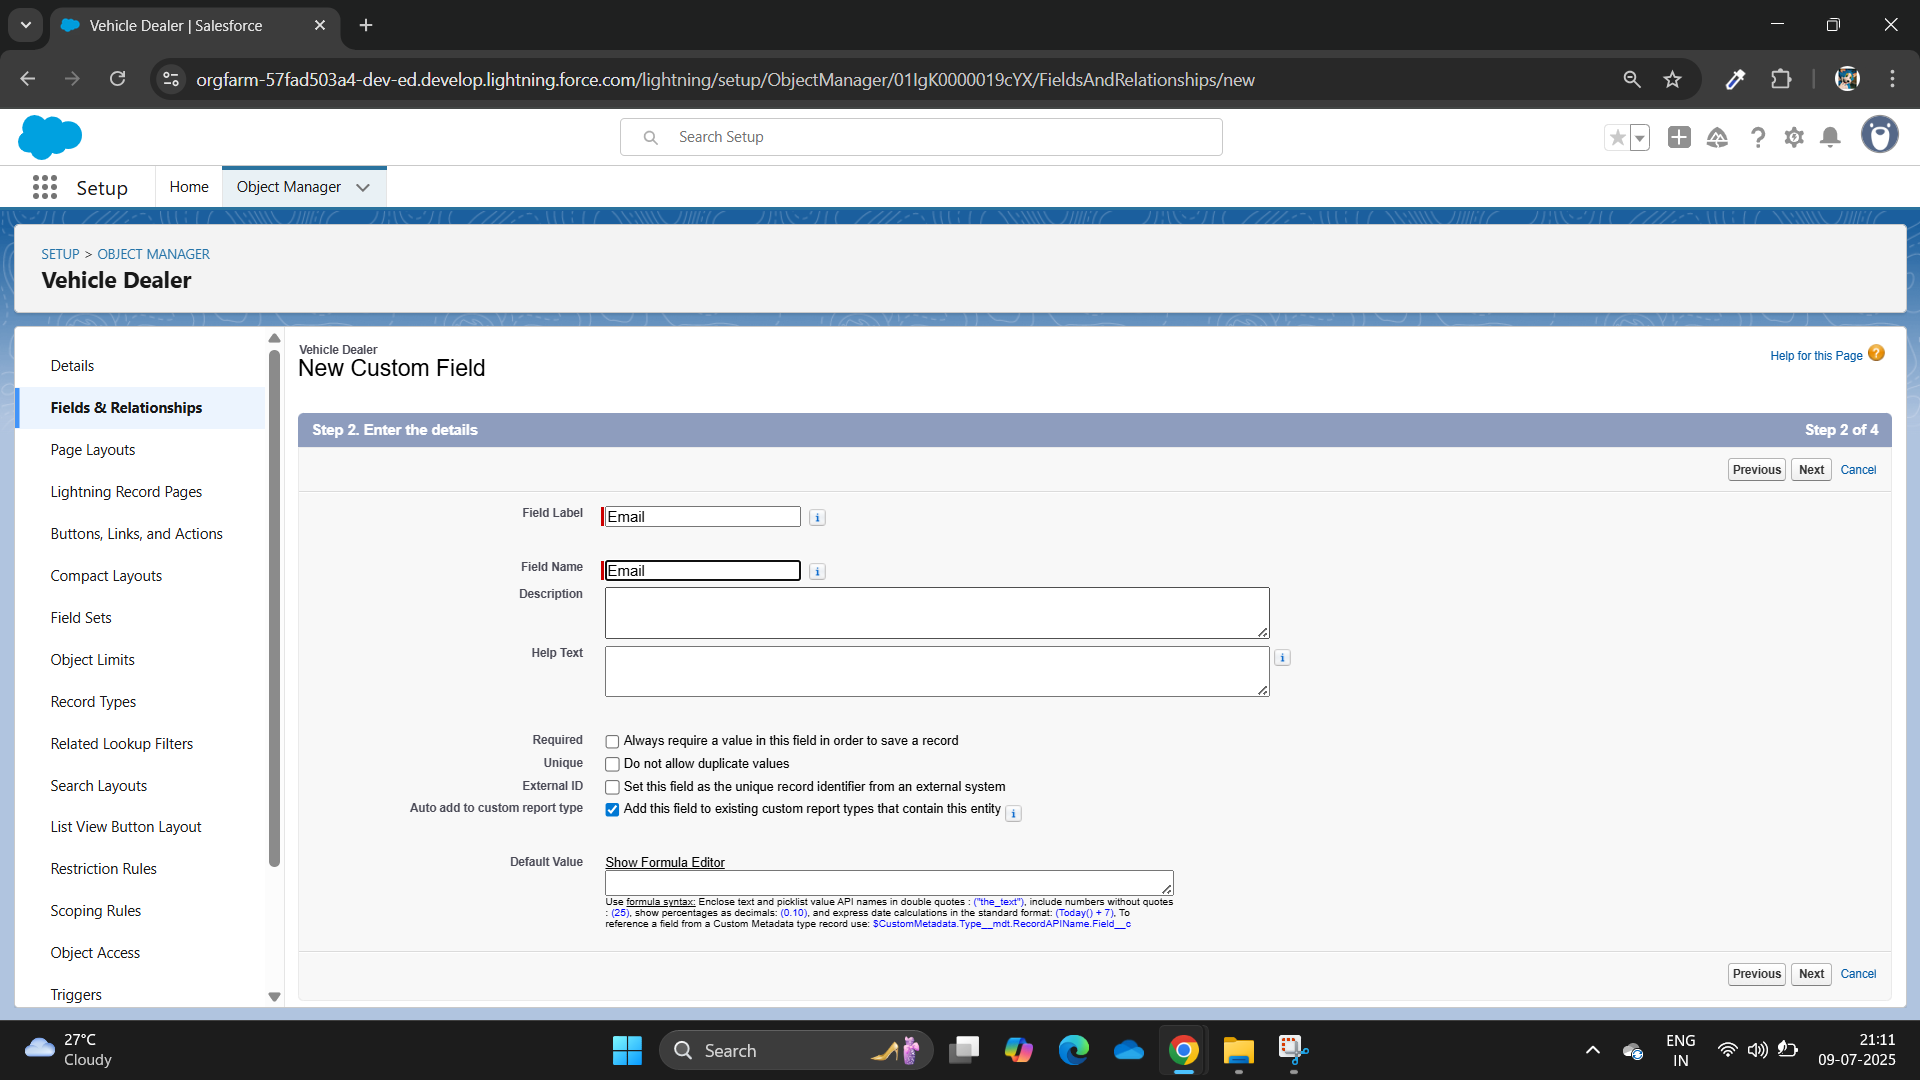 Vehicle Dealer | Salesforce
orgfarm-57fad503a4-dev-ed.develop.lightning.force.com/lightning/setup/ObjectManager/01IgK0000019cYX/FieldsAndRelationships/new
Search Setup
Setup
Home
Object Manager
SETUP > OBJECT MANAGER
Vehicle Dealer
Details
Fields & Relationships
Page Layouts
Lightning Record Pages
Buttons, Links, and Actions
Compact Layouts
Field Sets
Object Limits
Record Types
Related Lookup Filters
Search Layouts
List View Button Layout
Restriction Rules
Scoping Rules
Object Access
Triggers
Vehicle Dealer
New Custom Field
Help for this Page
Step 2. Enter the details
Step 2 of 4
Previous Next Cancel
Field Label Email
Field Name Email
Description
Help Text
Required Always require a value in this field in order to save a record
Unique Do not allow duplicate values
External ID Set this field as the unique record identifier from an external system
Auto add to custom report type Add this field to existing custom report types that contain this entity
Default Value Show Formula Editor
Use formula syntax: Enclose text and picklist value API names in double quotes : ("the_text"), include numbers without quotes
: (25), show percentages as decimals: (0.10), and express date calculations in the standard format: (Today() + 7), To
reference a field from a Custom Metadata type record use: $CustomMetadata.Type__mdt.RecordAPIName.Field__c
Previous Next Cancel
27°C
Cloudy
Search
ENG
IN
21:11
09-07-2025